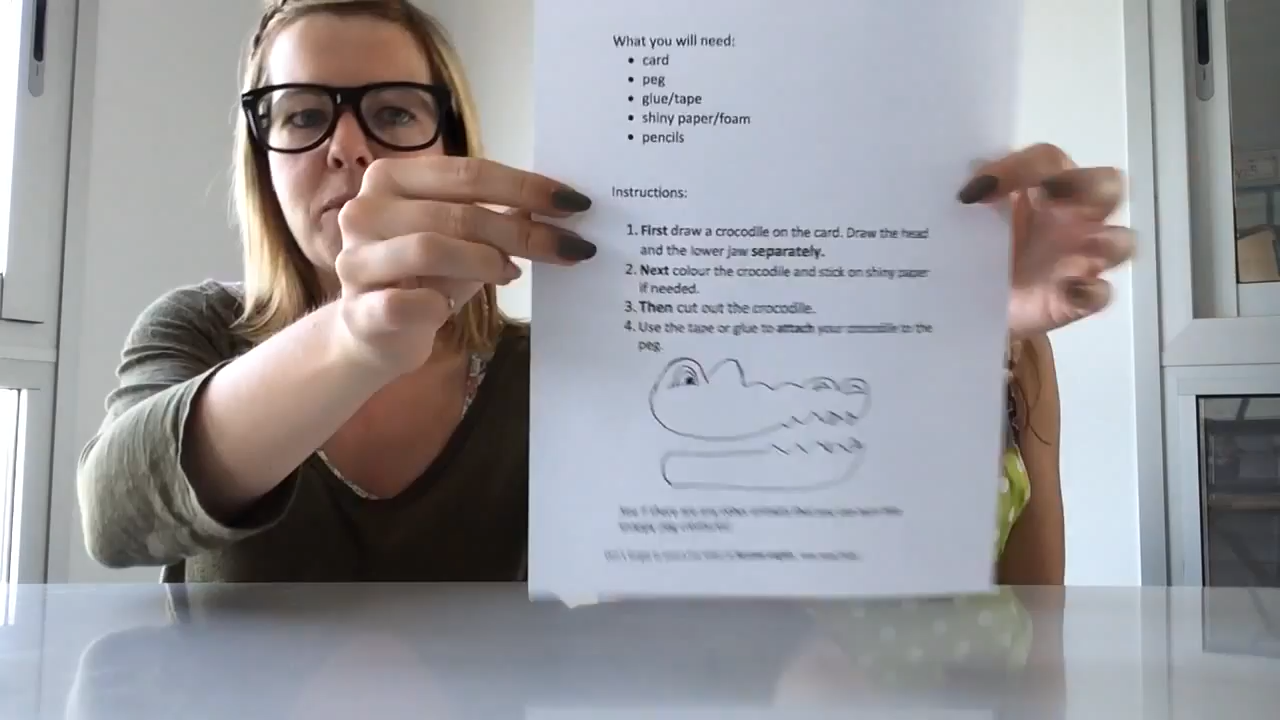 What you will need:
• card
• peg
• glue/tape
• shiny paper/foam
• pencils
Instructions:
1. First draw a crocodile on the card. Draw the head
and the lower jaw separately.
2. Next colour the crocodile and stick on shiny paper
if needed.
3. Then cut out the crocodile.
4. Use the tape or glue to attach your crocodile to the
peg.